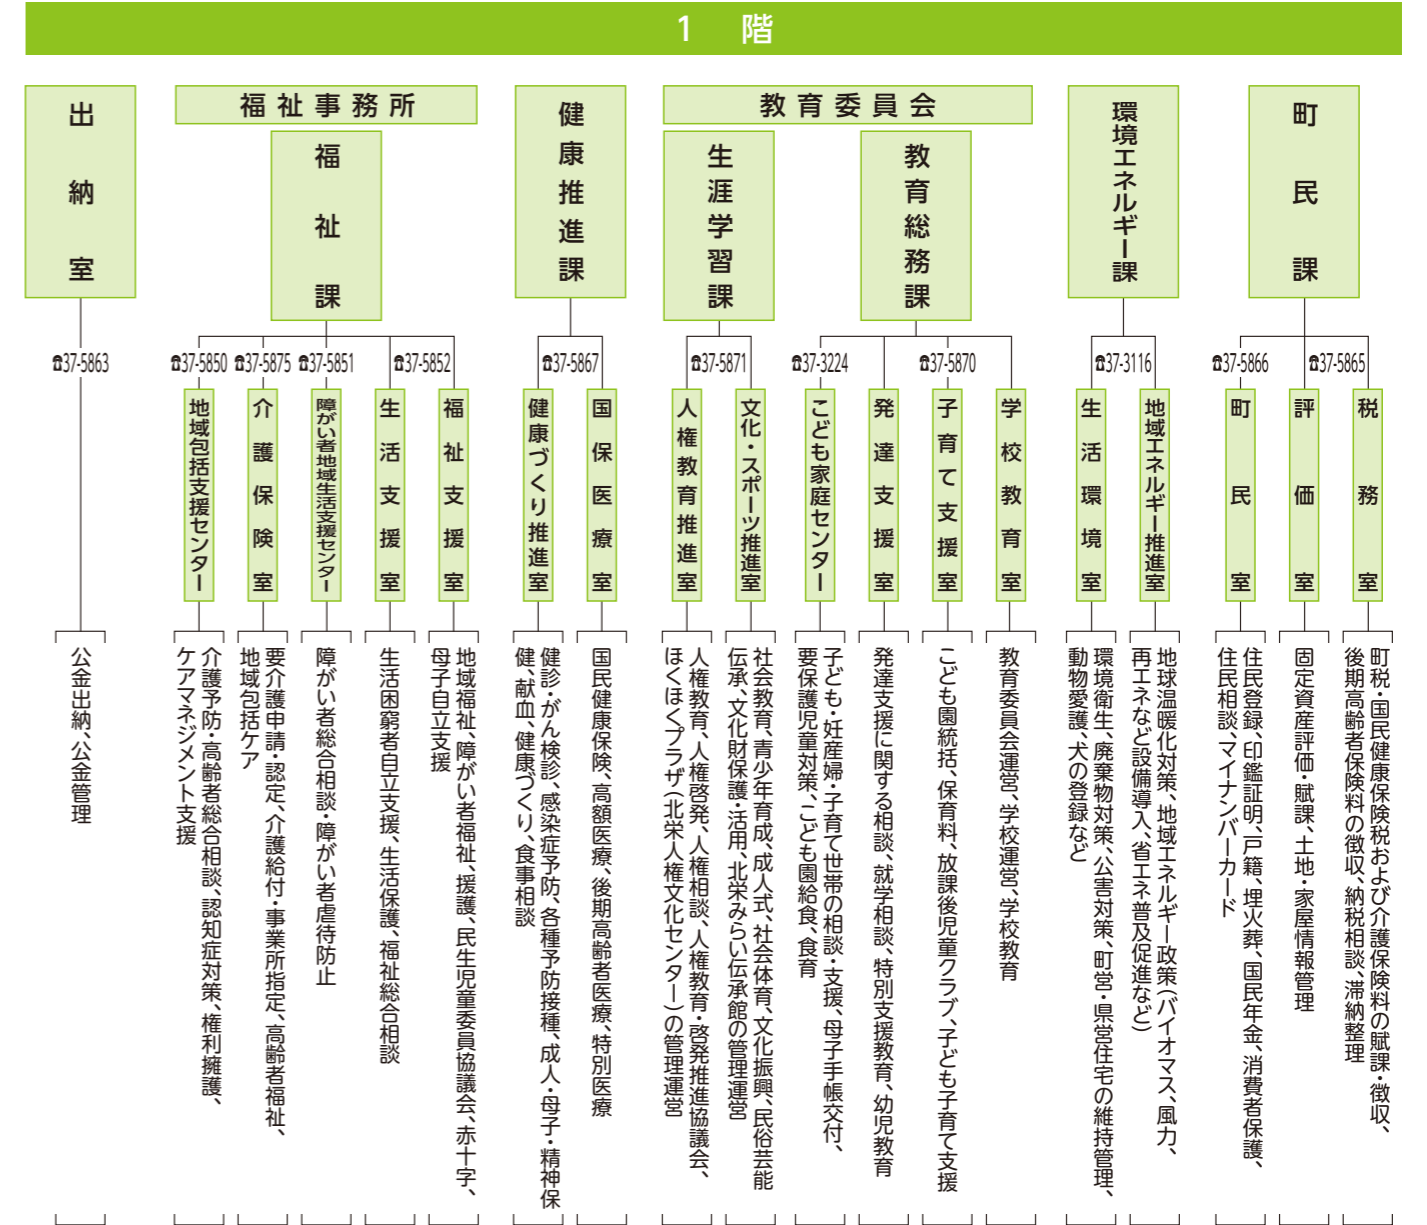 1 階
町民課
☎37-5865
税務室
町税・国民健康保険税および介護保険料の賦課・徴収、
後期高齢者保険料の徴収、納税相談、滞納整理
評価室
固定資産評価・賦課、土地・家屋情報管理
☎37-5866
町民室
住民登録、印鑑証明、戸籍、埋火葬、国民年金、消費者保護、
住民相談、マイナンバーカード
環境エネルギー課
☎37-3116
地域エネルギー推進室
地球温暖化対策、地域エネルギー政策(バイオマス、風力、
再エネなど設備導入、省エネ普及促進など)
生活環境室
環境衛生、廃棄物対策、公害対策、町営・県営住宅の維持管理、
動物愛護、犬の登録など
教育委員会
教育総務課
学校教育室
教育委員会運営、学校運営、学校教育
☎37-5870
子育て支援室
こども園統括、保育料、放課後児童クラブ、子ども子育て支援
発達支援室
発達支援に関する相談、就学相談、特別支援教育、幼児教育
☎37-3224
こども家庭センター
子ども・妊産婦・子育て世帯の相談・支援、母子手帳交付、
要保護児童対策、こども園給食、食育
生涯学習課
☎37-5871
文化・スポーツ推進室
社会教育、青少年育成、成人式、社会体育、文化振興、民俗芸能
伝承、文化財保護・活用、北栄みらい伝承館の管理運営
人権教育推進室
人権教育、人権啓発、人権相談、人権教育・啓発推進協議会、
ほくほくプラザ(北栄人権文化センター)の管理運営
健康推進課
☎37-5867
国保医療室
国民健康保険、高額医療、後期高齢者医療、特別医療
健康づくり推進室
健診・がん検診、感染症予防、各種予防接種、成人・母子・精神保
健、献血、健康づくり、食事相談
福祉事務所
福祉課
☎37-5852
福祉支援室
地域福祉、障がい者福祉、援護、民生児童委員協議会、赤十字、
母子自立支援
生活支援室
生活困窮者自立支援、生活保護、福祉総合相談
☎37-5851
障がい者地域生活支援センター
障がい者総合相談・障がい者虐待防止
☎37-5875
介護保険室
要介護申請・認定、介護給付・事業所指定、高齢者福祉、
地域包括ケア
☎37-5850
地域包括支援センター
介護予防・高齢者総合相談、認知症対策、権利擁護、
ケアマネジメント支援
出納室
☎37-5863
公金出納、公金管理